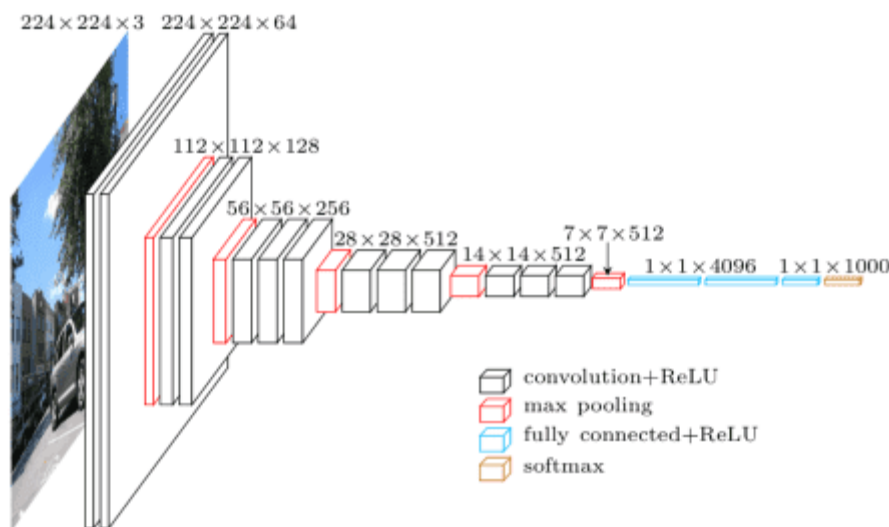 224×224×3
224×224×64
112×112×128
56×56×256
28×28×512
14×14×512
7×7×512
1×1×4096
1×1×1000
convolution+ReLU
max pooling
fully connected+ReLU
softmax